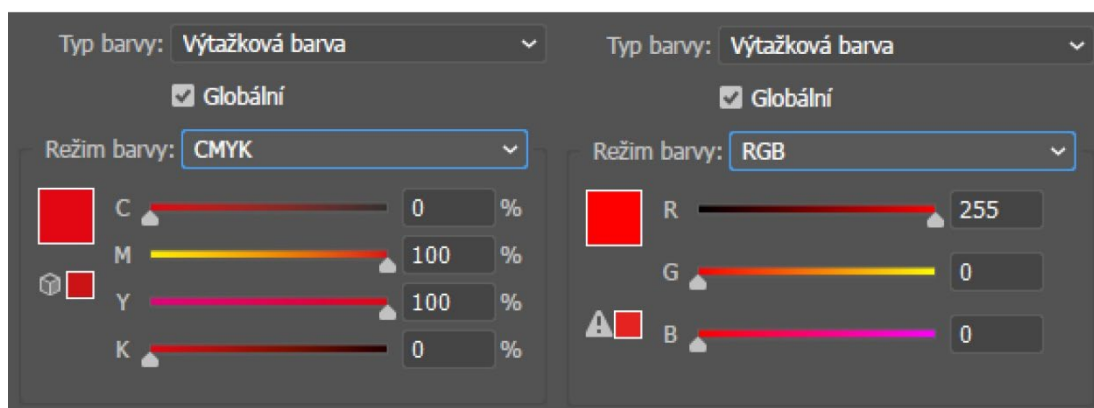 Typ barvy: Výtažková barva
Globální
Režim barvy: CMYK
C 0 %
M 100 %
Y 100 %
K 0 %
Typ barvy: Výtažková barva
Globální
Režim barvy: RGB
R 255
G 0
B 0